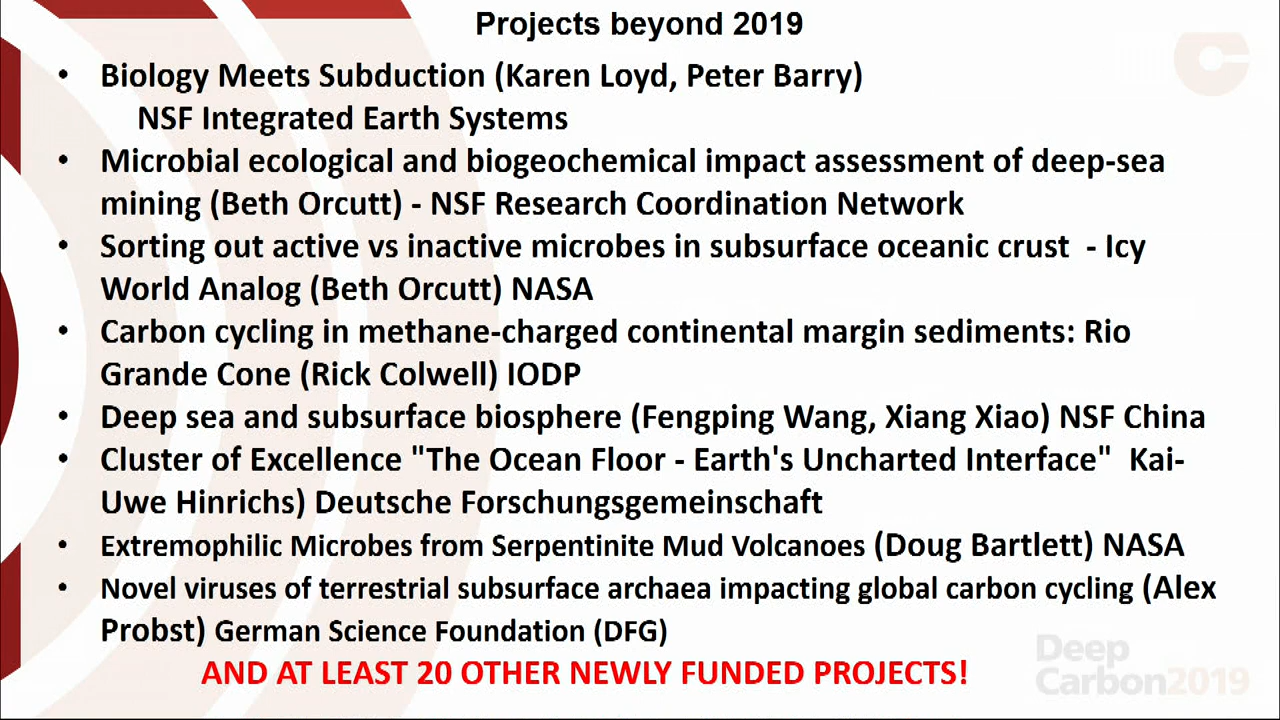 Projects beyond 2019
• Biology Meets Subduction (Karen Loyd, Peter Barry)
NSF Integrated Earth Systems
• Microbial ecological and biogeochemical impact assessment of deep-sea
mining (Beth Orcutt) - NSF Research Coordination Network
• Sorting out active vs inactive microbes in subsurface oceanic crust - Icy
World Analog (Beth Orcutt) NASA
• Carbon cycling in methane-charged continental margin sediments: Rio
Grande Cone (Rick Colwell) IODP
• Deep sea and subsurface biosphere (Fengping Wang, Xiang Xiao) NSF China
• Cluster of Excellence "The Ocean Floor - Earth's Uncharted Interface" Kai-
Uwe Hinrichs) Deutsche Forschungsgemeinschaft
• Extremophilic Microbes from Serpentinite Mud Volcanoes (Doug Bartlett) NASA
• Novel viruses of terrestrial subsurface archaea impacting global carbon cycling (Alex
Probst) German Science Foundation (DFG)
AND AT LEAST 20 OTHER NEWLY FUNDED PROJECTS!
Deep
Carbon2019